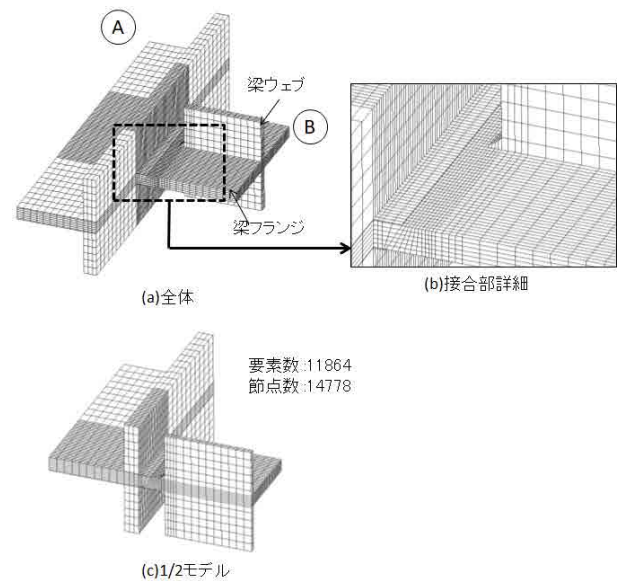 A
梁ウェブ
B
梁フランジ
(a)全体
(b)接合部詳細
要素数:11864
節点数:14778
(c)1/2モデル